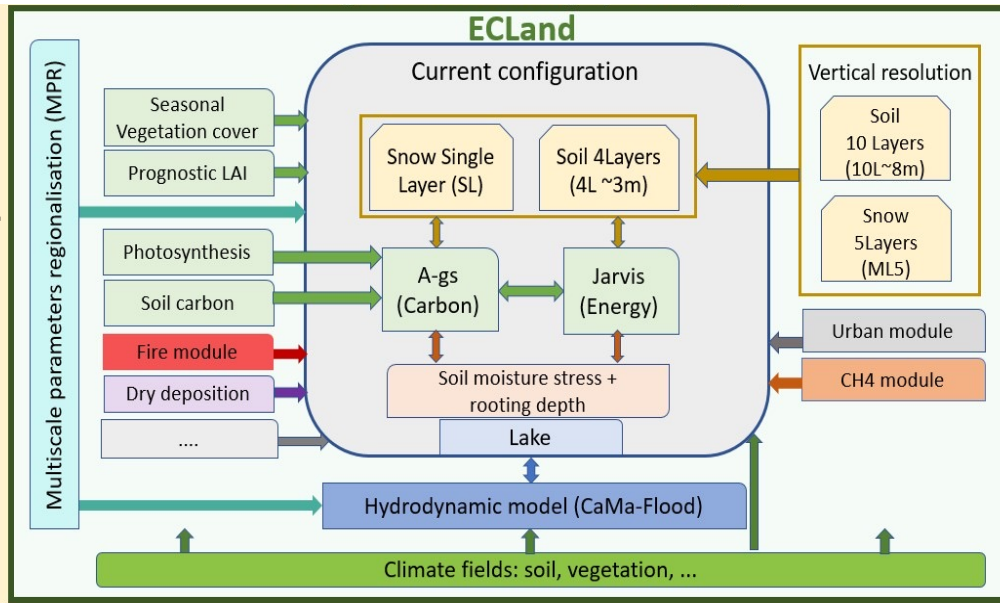 ECLand
Multiscale parameters regionalisation (MPR)
Seasonal
Vegetation cover
Prognostic LAI
Photosynthesis
Soil carbon
Fire module
Dry deposition
....
Current configuration
Snow Single
Layer (SL)
Soil 4Layers
(4L ~3m)
A-gs
(Carbon)
Jarvis
(Energy)
Soil moisture stress +
rooting depth
Lake
Hydrodynamic model (CaMa-Flood)
Vertical resolution
Soil
10 Layers
(10L~8m)
Snow
5Layers
(ML5)
Urban module
CH4 module
Climate fields: soil, vegetation, ...